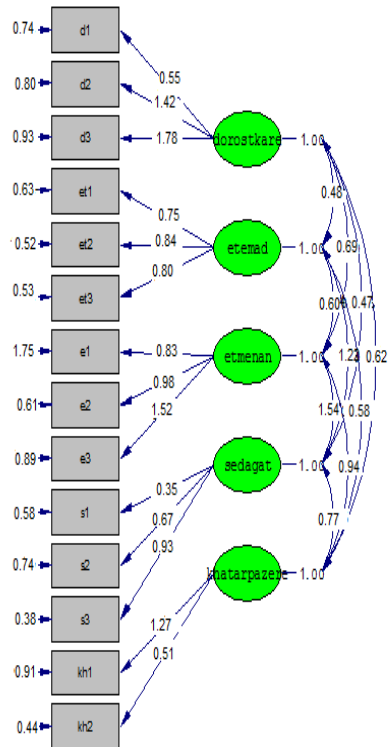 0.74 d1
0.55
0.80 d2
1.42
0.93 d3 1.78 dorostkare 1.00
0.63 et1
0.48
0.75
0.52 et2 0.84 etemad 1.00 0.69
0.53 et3 0.80
0.60 0.47
1.75 e1 0.83 etmenan 1.00 1.23 0.62
0.61 e2 0.98
0.58
1.54
0.89 e3 1.52
0.94
0.58 s1 0.35 sedagat 1.00
0.74 s2 0.67
0.77
0.38 s3 0.93
khatarpazere 1.00
0.91 kh1 1.27
0.51
0.44 kh2